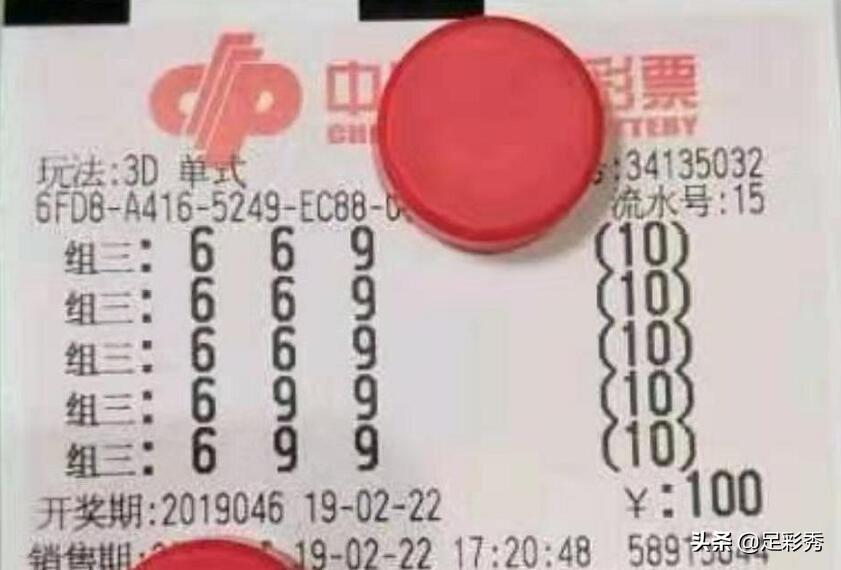 中 彩票
CH TTERY
玩法:3D 单式 :34135032
6FD8-A416-5249-EC88-0 流水号:15
组三: 6 6 9 (10)
组三: 6 6 9 (10)
组三: 6 6 9 (10)
组三: 6 9 9 (10)
组三: 6 9 9 (10)
开奖期:2019046 19-02-22 ¥:100
销售期: 19-02-22 17:20:48
头条 @足彩秀